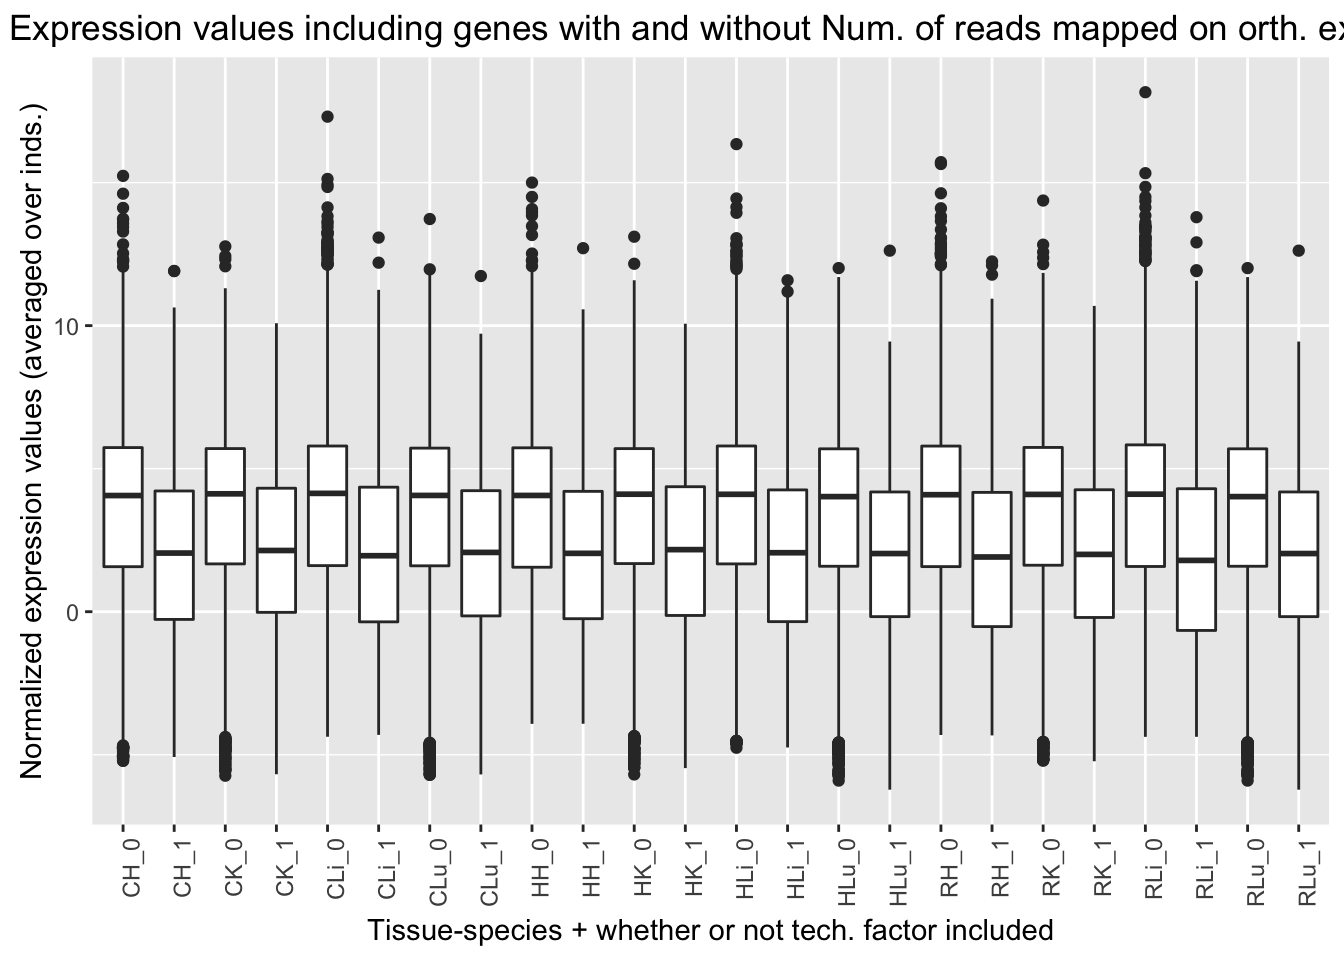 Expression values including genes with and without Num. of reads mapped on orth. ex
Normalized expression values (averaged over inds.)
10
0
CH_0
CH_1
CK_0
CK_1
CLi_0
CLi_1
CLu_0
CLu_1
HH_0
HH_1
HK_0
HK_1
HLi_0
HLi_1
HLu_0
HLu_1
RH_0
RH_1
RK_0
RK_1
RLi_0
RLi_1
RLu_0
RLu_1
Tissue-species + whether or not tech. factor included